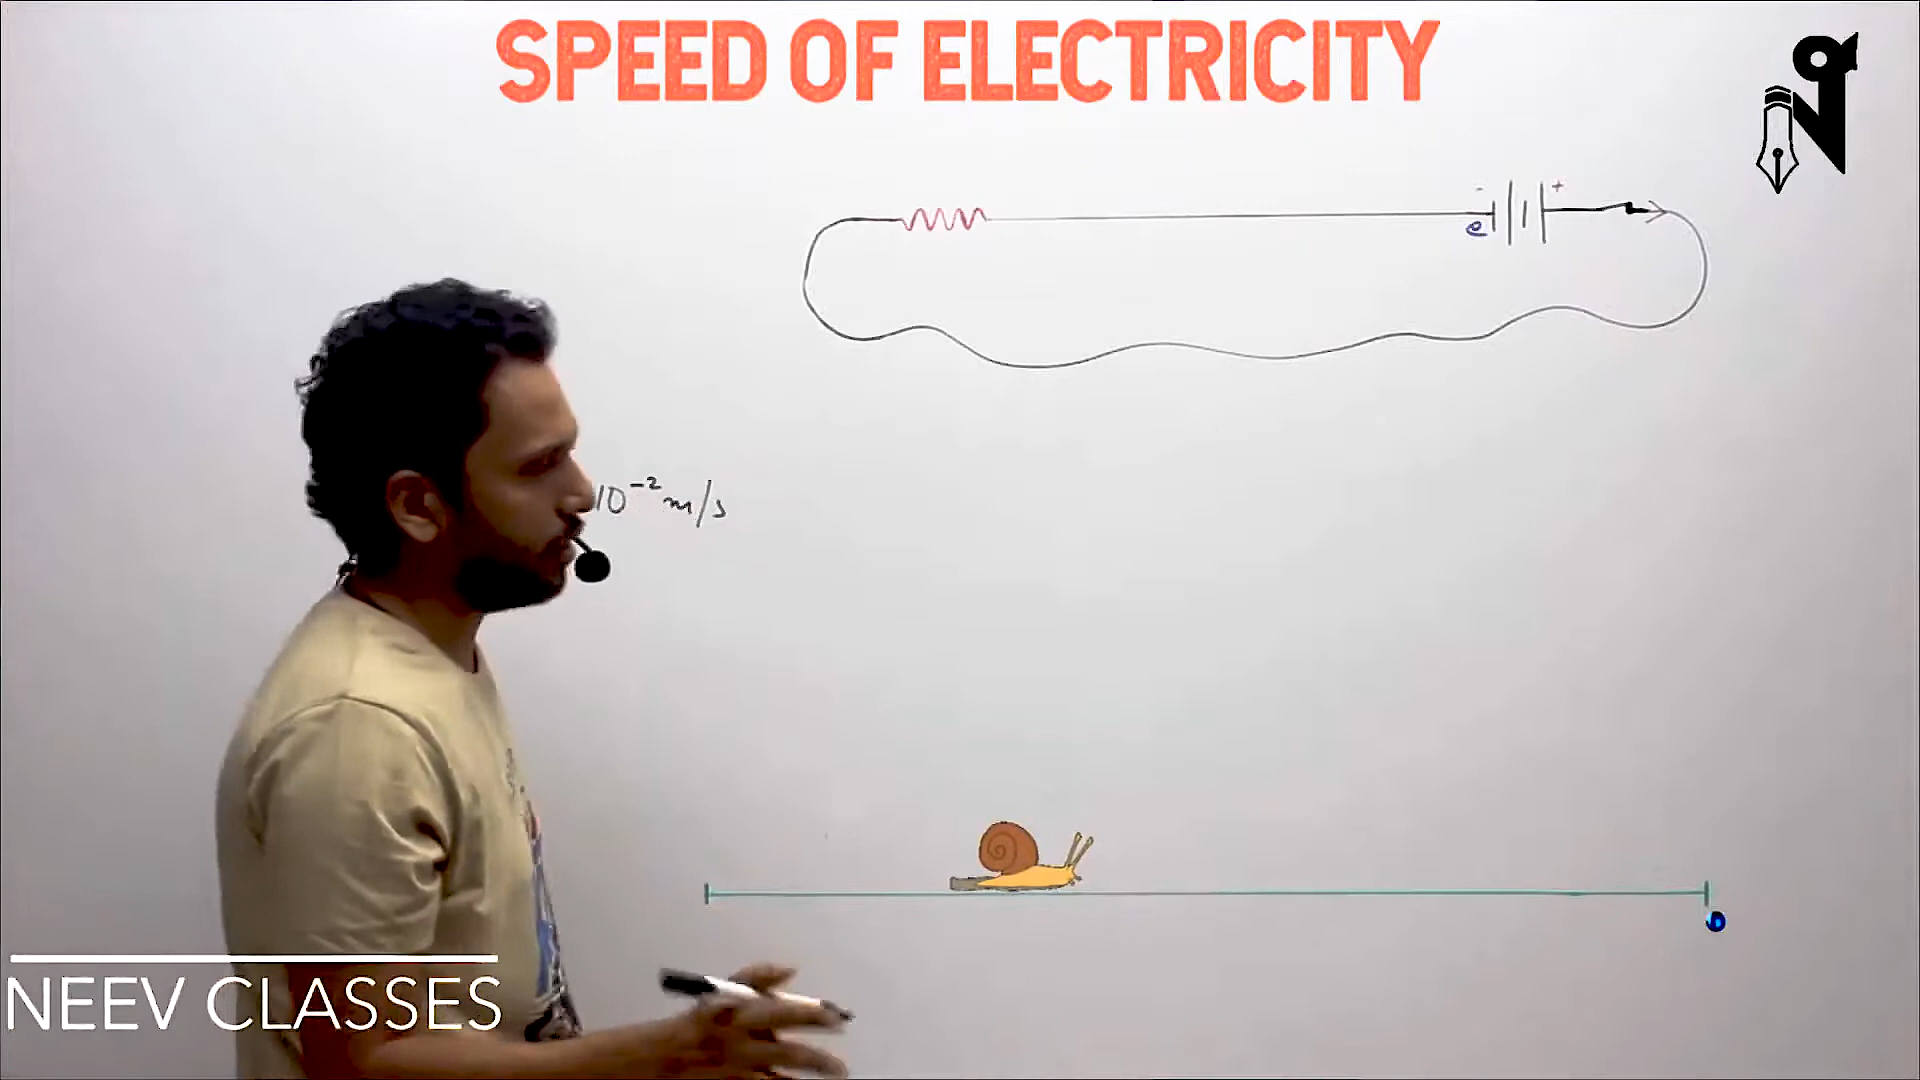 SPEED OF ELECTRICITY
- +
e
10⁻² m/s
NEEV CLASSES